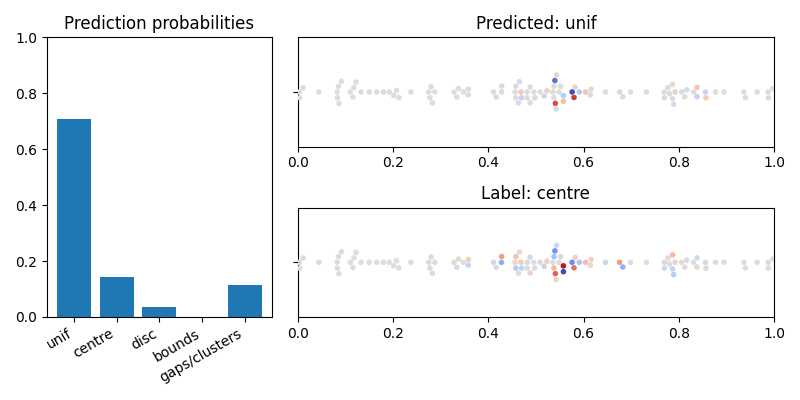 Prediction probabilities
1.0
0.8
0.6
0.4
0.2
0.0
unif
centre
disc
bounds
gaps/clusters
Predicted: unif
0.0 0.2 0.4 0.6 0.8 1.0
Label: centre
0.0 0.2 0.4 0.6 0.8 1.0